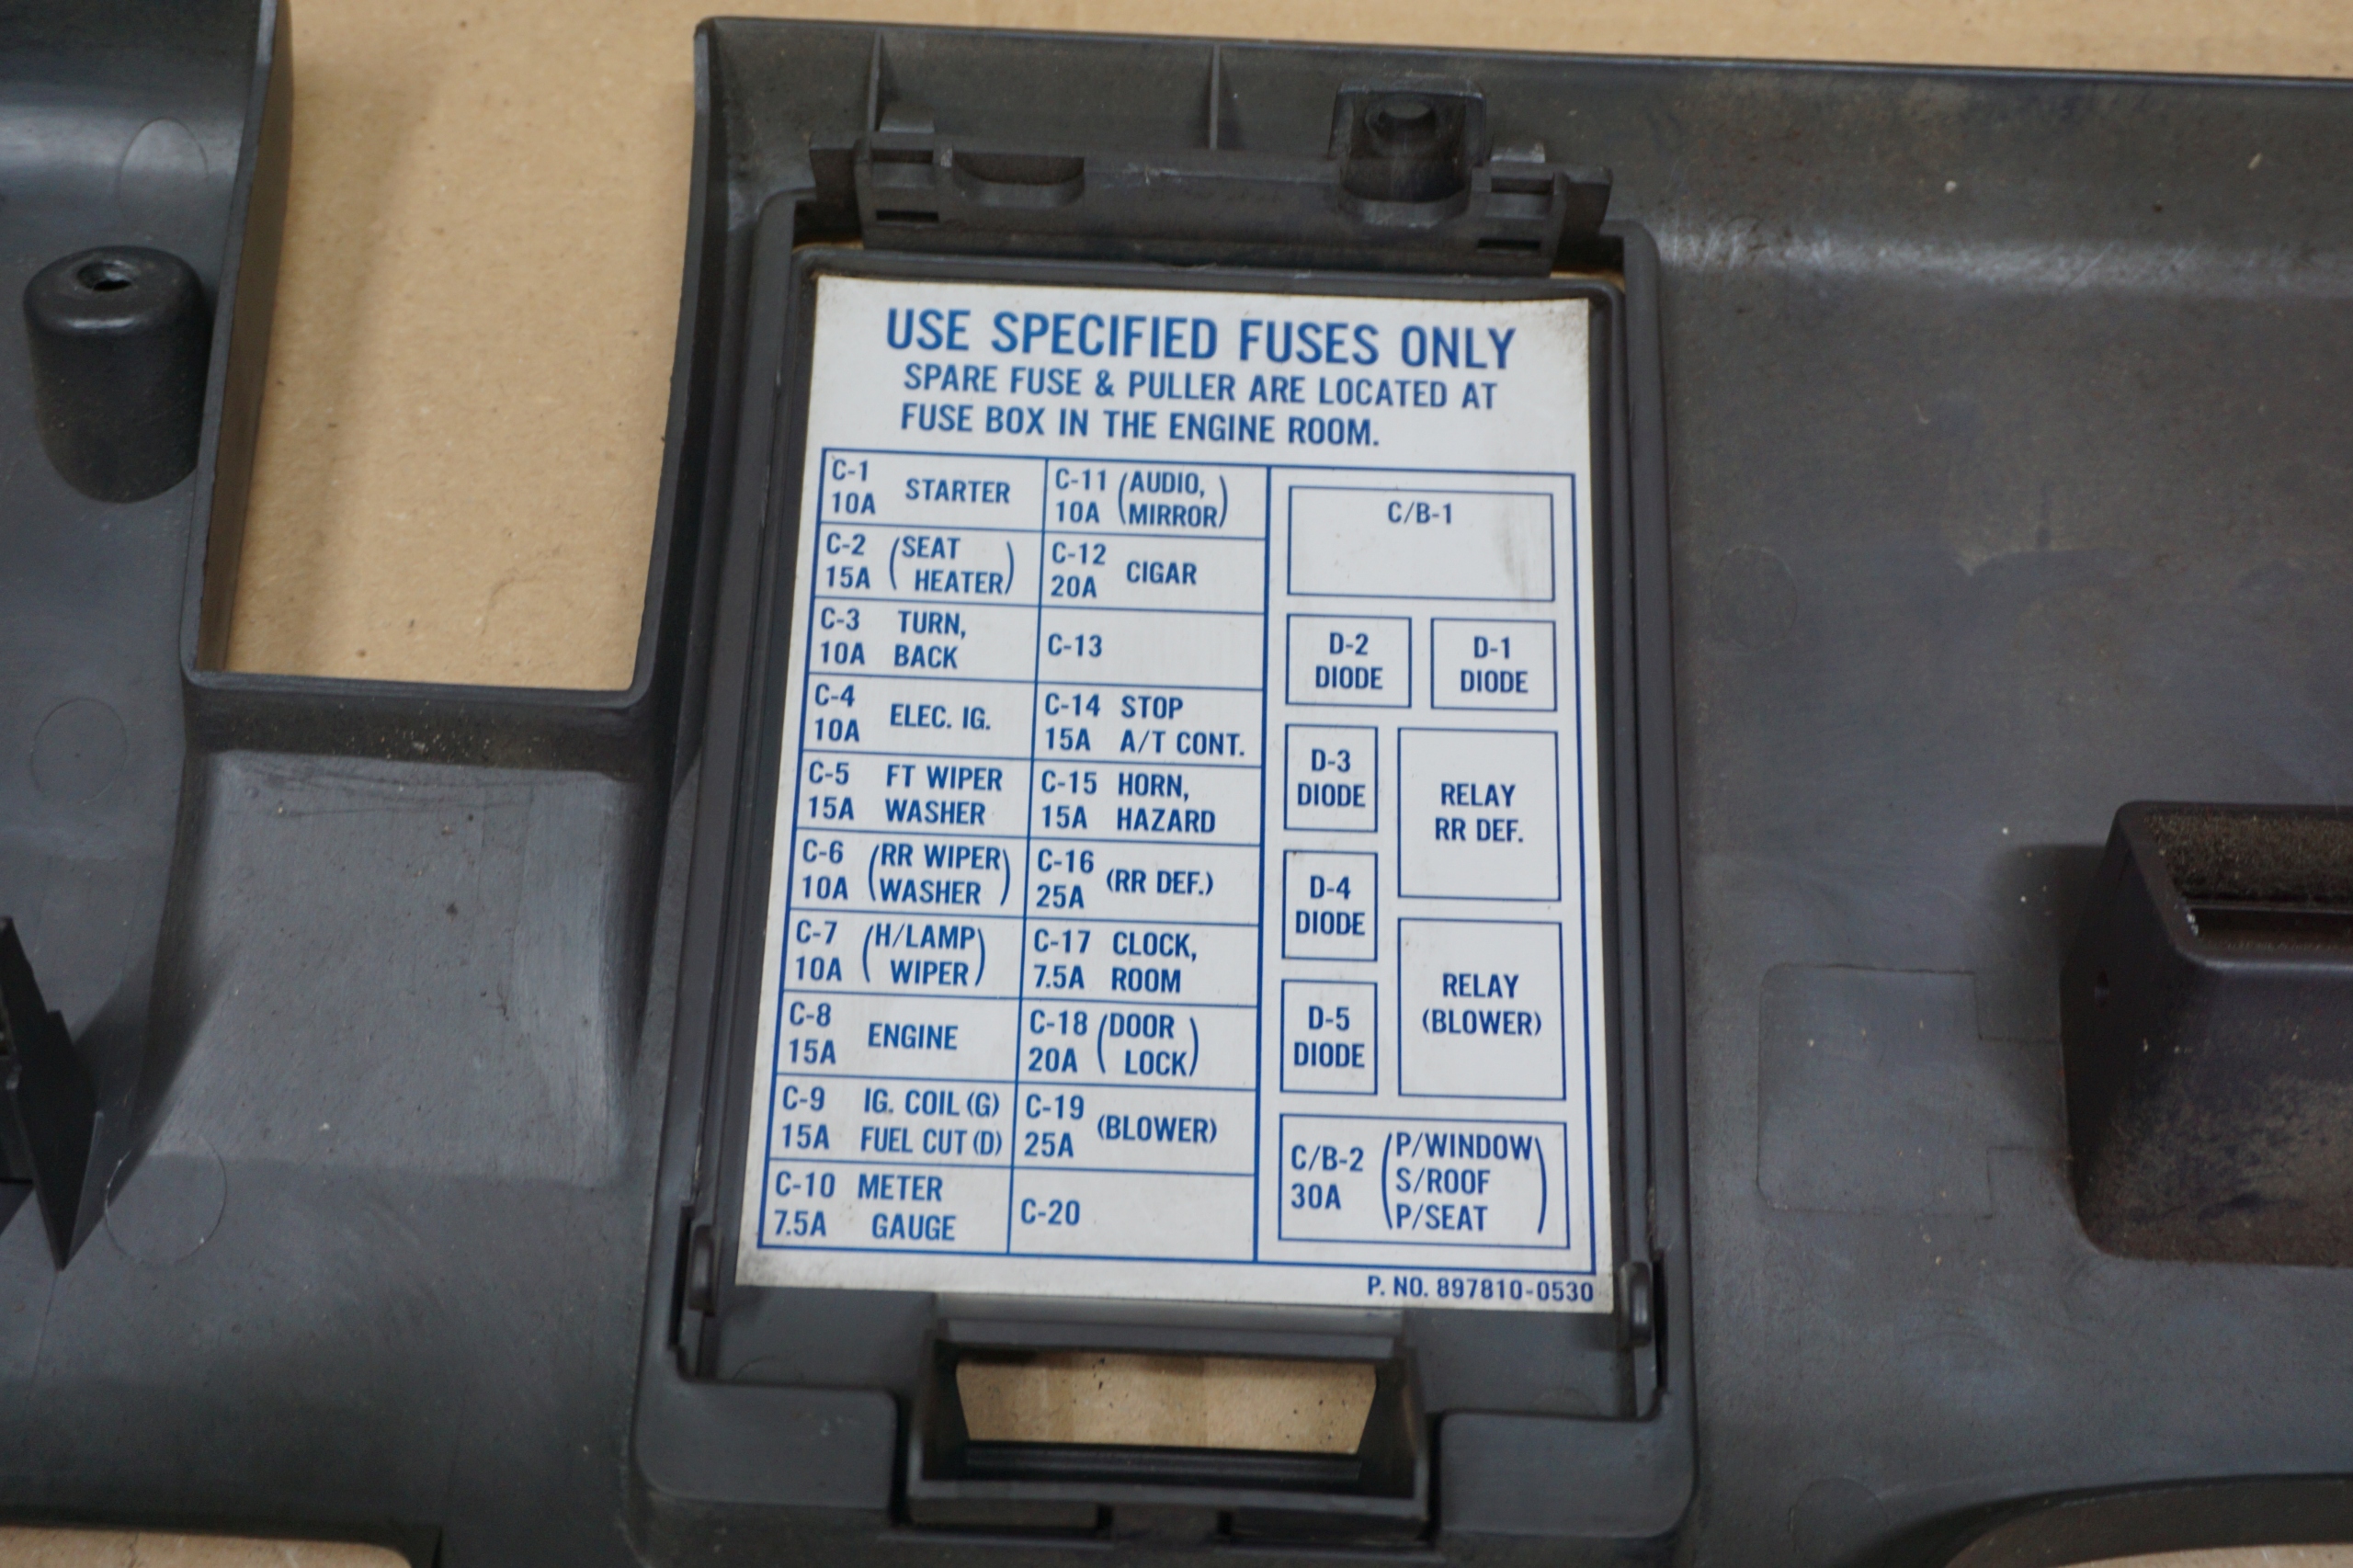 USE SPECIFIED FUSES ONLY
SPARE FUSE & PULLER ARE LOCATED AT
FUSE BOX IN THE ENGINE ROOM.
C-1
10A STARTER
C-2 (SEAT
15A HEATER)
C-3 TURN,
10A BACK
C-4
10A ELEC. IG.
C-5 FT WIPER
15A WASHER
C-6 (RR WIPER
10A WASHER)
C-7 (H/LAMP
10A WIPER)
C-8
15A ENGINE
C-9 IG. COIL (G)
15A FUEL CUT (D)
C-10 METER
7.5A GAUGE
C-11 (AUDIO,
10A MIRROR)
C-12
20A CIGAR
C-13
C-14 STOP
15A A/T CONT.
C-15 HORN,
15A HAZARD
C-16
25A (RR DEF.)
C-17 CLOCK,
7.5A ROOM
C-18 (DOOR
20A LOCK)
C-19
25A (BLOWER)
C-20
C/B-1
D-2
DIODE
D-1
DIODE
D-3
DIODE
RELAY
RR DEF.
D-4
DIODE
D-5
DIODE
RELAY
(BLOWER)
C/B-2 (P/WINDOW
30A S/ROOF
P/SEAT)
P. NO. 897810-0530